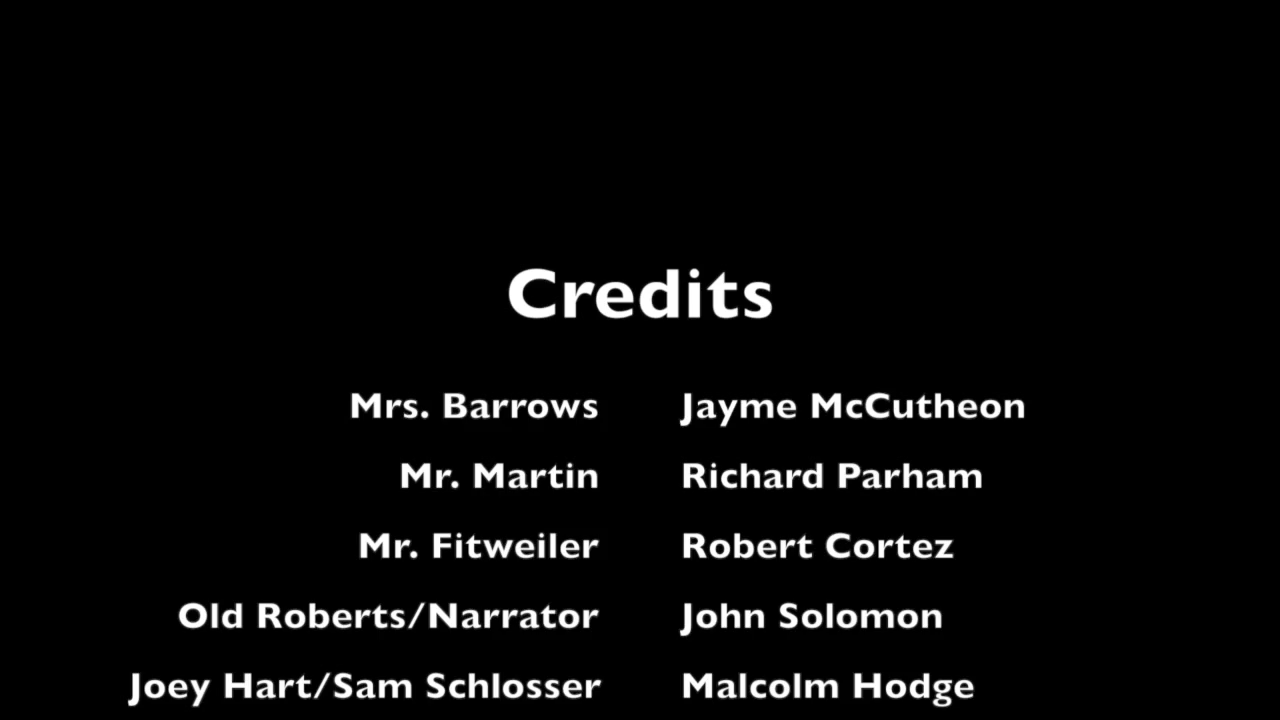 Credits
Mrs. Barrows Jayme McCutheon
Mr. Martin Richard Parham
Mr. Fitweiler Robert Cortez
Old Roberts/Narrator John Solomon
Joey Hart/Sam Schlosser Malcolm Hodge